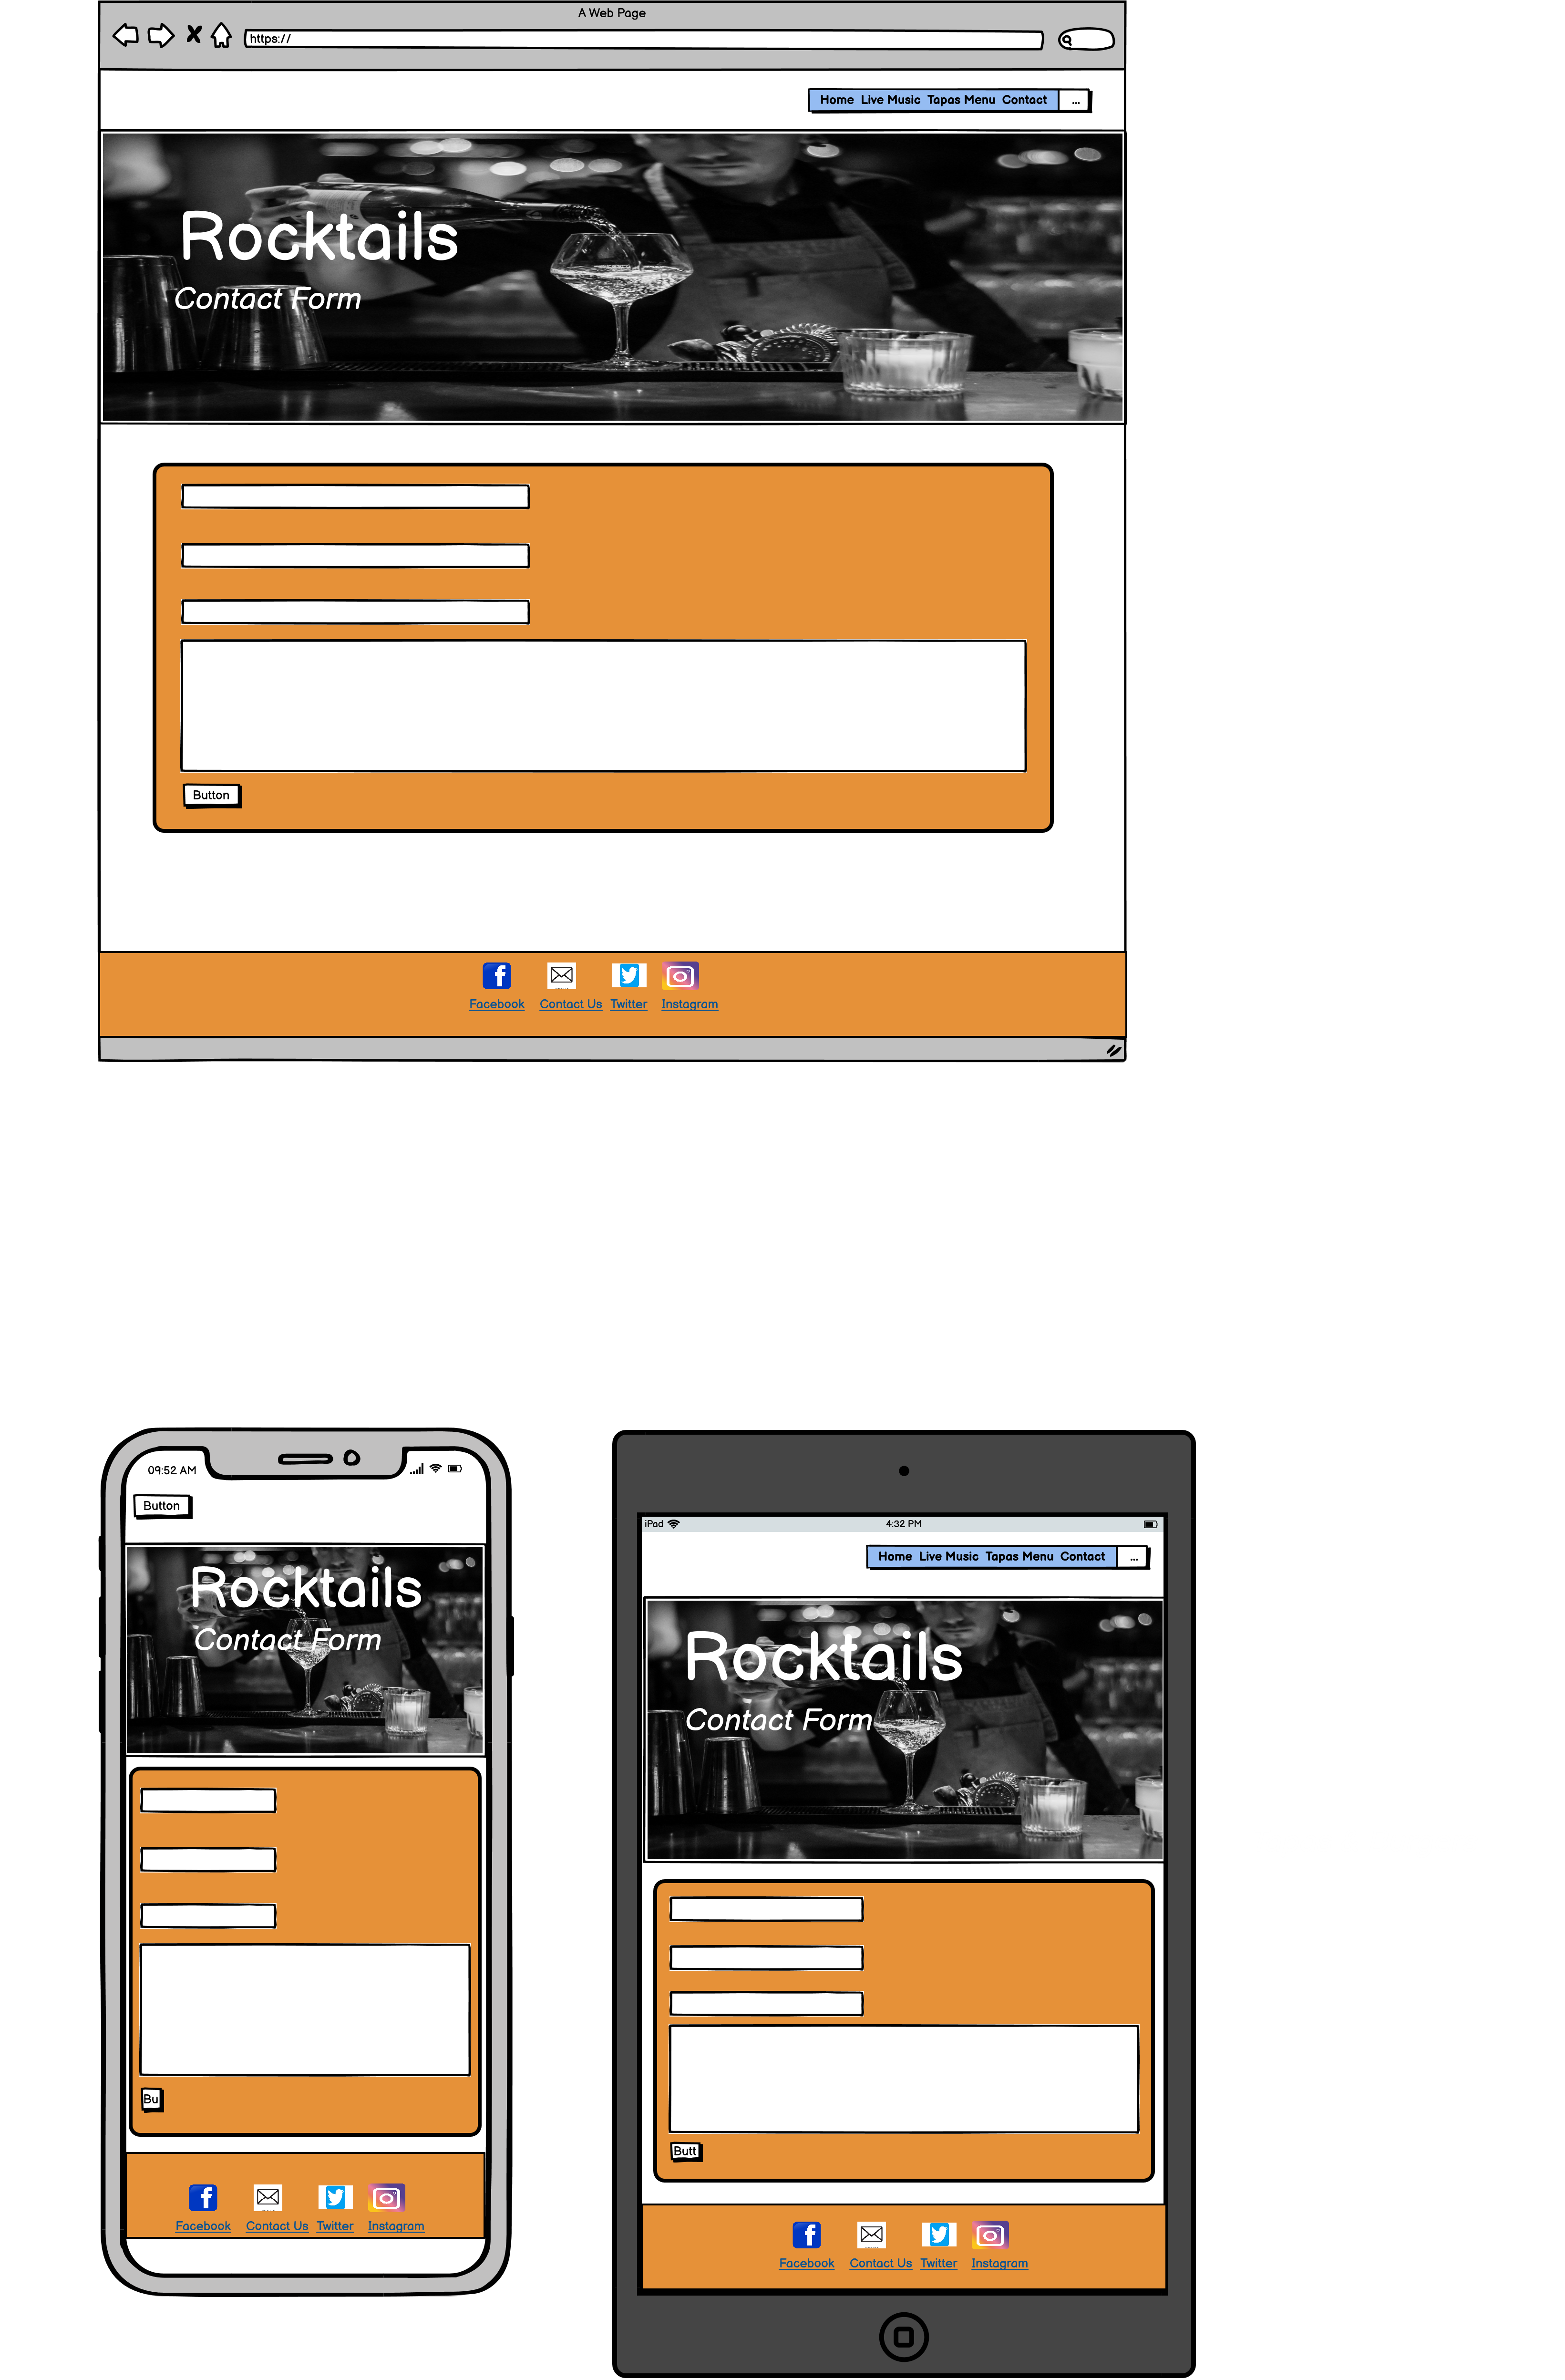 A Web Page
https://
Home Live Music Tapas Menu Contact ...
Rocktails
Contact Form
Button
Facebook Contact Us Twitter Instagram
09:52 AM
Button
Rocktails
Contact Form
Bu
Facebook Contact Us Twitter Instagram
iPad 4:32 PM
Home Live Music Tapas Menu Contact ...
Rocktails
Contact Form
Butt
Facebook Contact Us Twitter Instagram